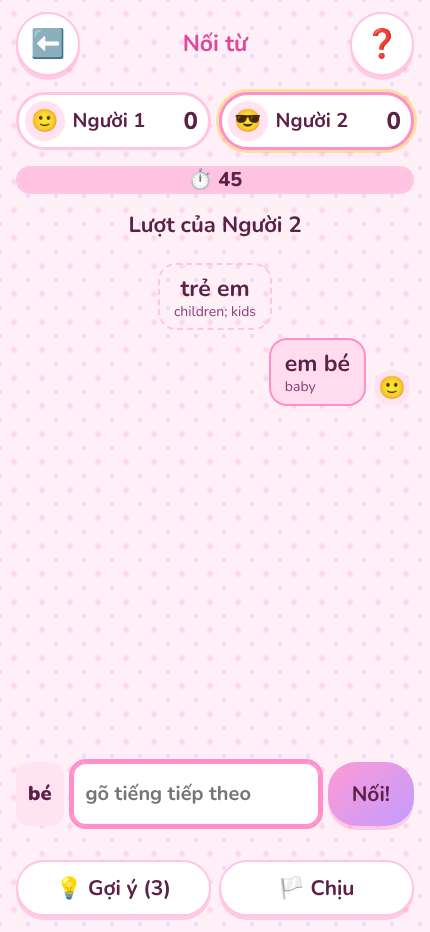 Nối từ
Người 1 0
Người 2 0
45
Lượt của Người 2
trẻ em
children; kids
em bé
baby
bé
gõ tiếng tiếp theo
Nối!
Gợi ý (3)
Chịu